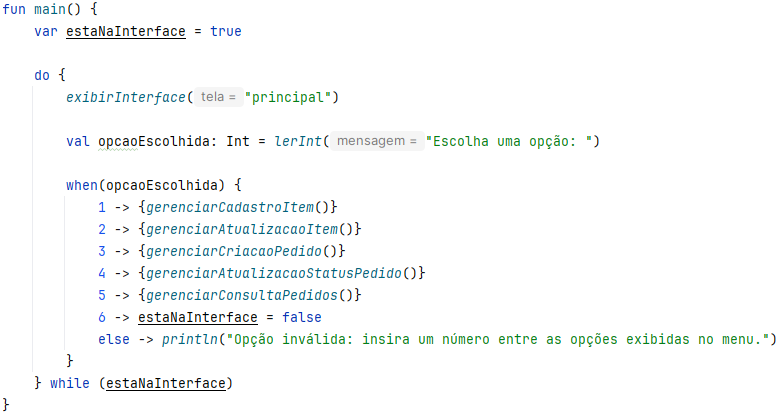 fun main() {
    var estaNaInterface = true
    do {
        exibirInterface( tela = "principal")
        val opcaoEscolhida: Int = lerInt( mensagem = "Escolha uma opção: ")
        when(opcaoEscolhida) {
            1 -> {gerenciarCadastroItem()}
            2 -> {gerenciarAtualizacaoItem()}
            3 -> {gerenciarCriacaoPedido()}
            4 -> {gerenciarAtualizacaoStatusPedido()}
            5 -> {gerenciarConsultaPedidos()}
            6 -> estaNaInterface = false
            else -> println("Opção inválida: insira um número entre as opções exibidas no menu.")
        }
    } while (estaNaInterface)
}